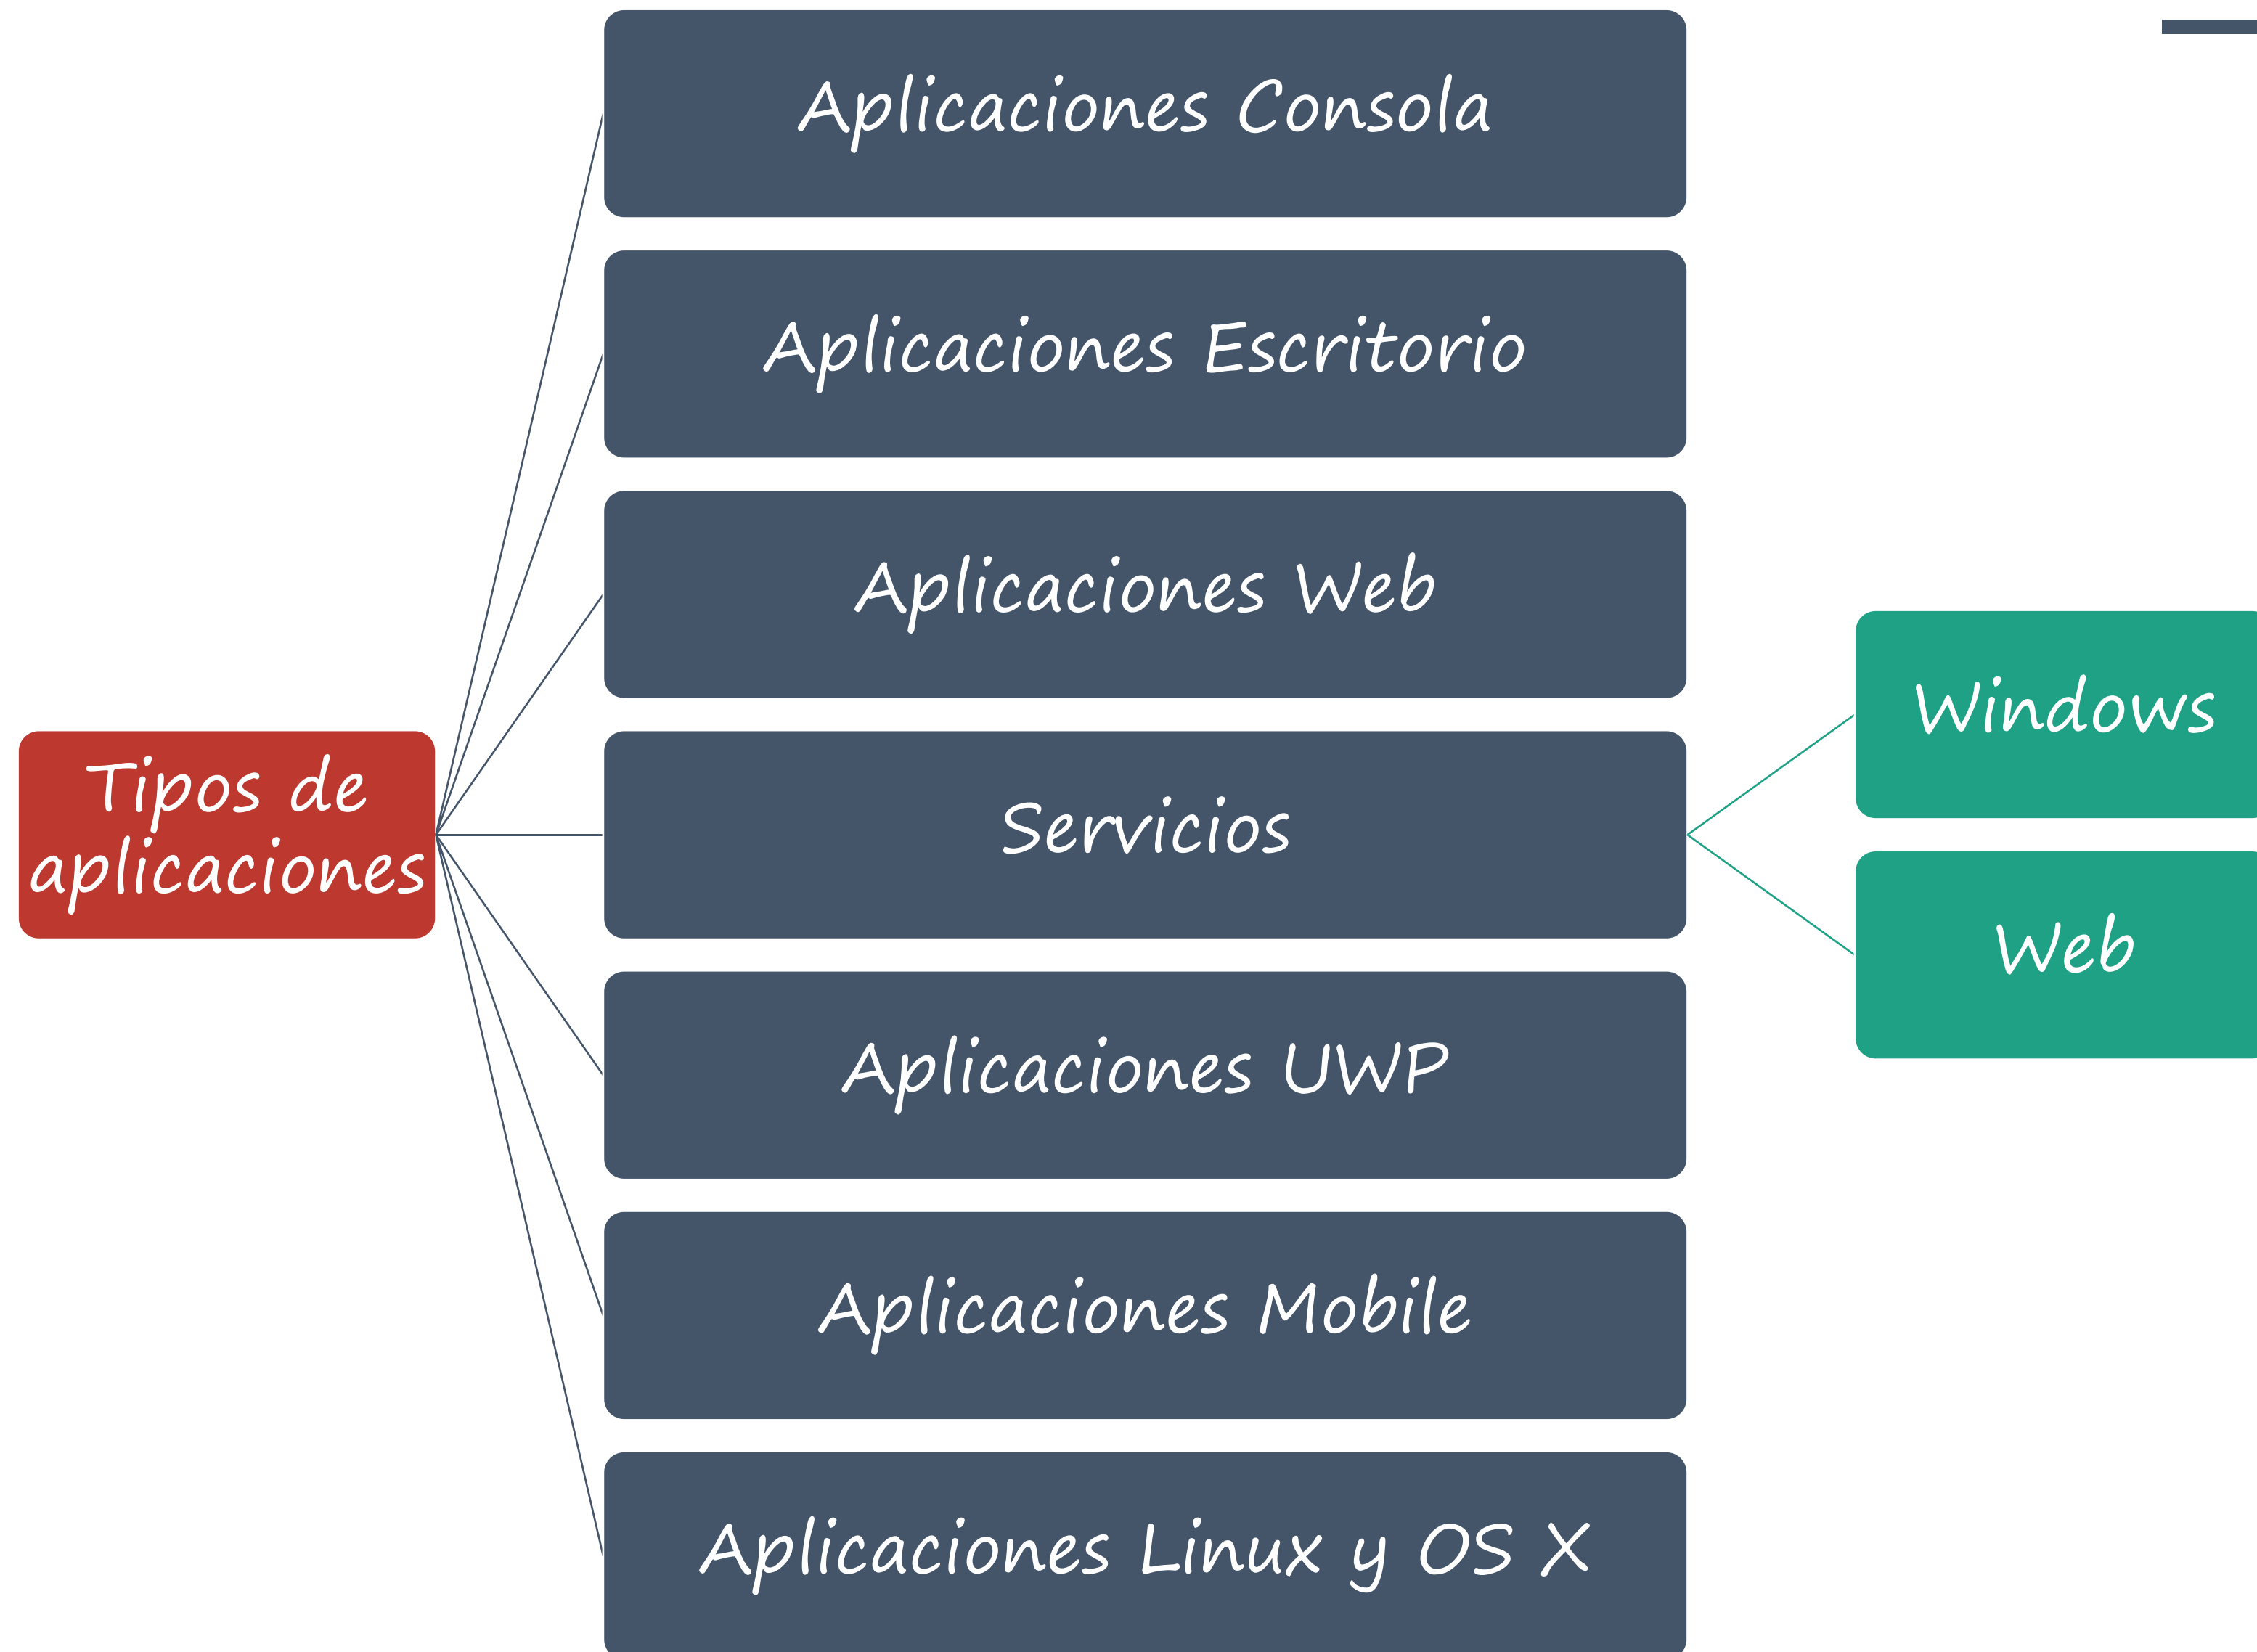 Aplicaciones Consola
Aplicaciones Escritorio
Aplicaciones Web
Tipos de
aplicaciones
Servicios
Windows
Web
Aplicaciones UWP
Aplicaciones Mobile
Aplicaciones Linux y OS X